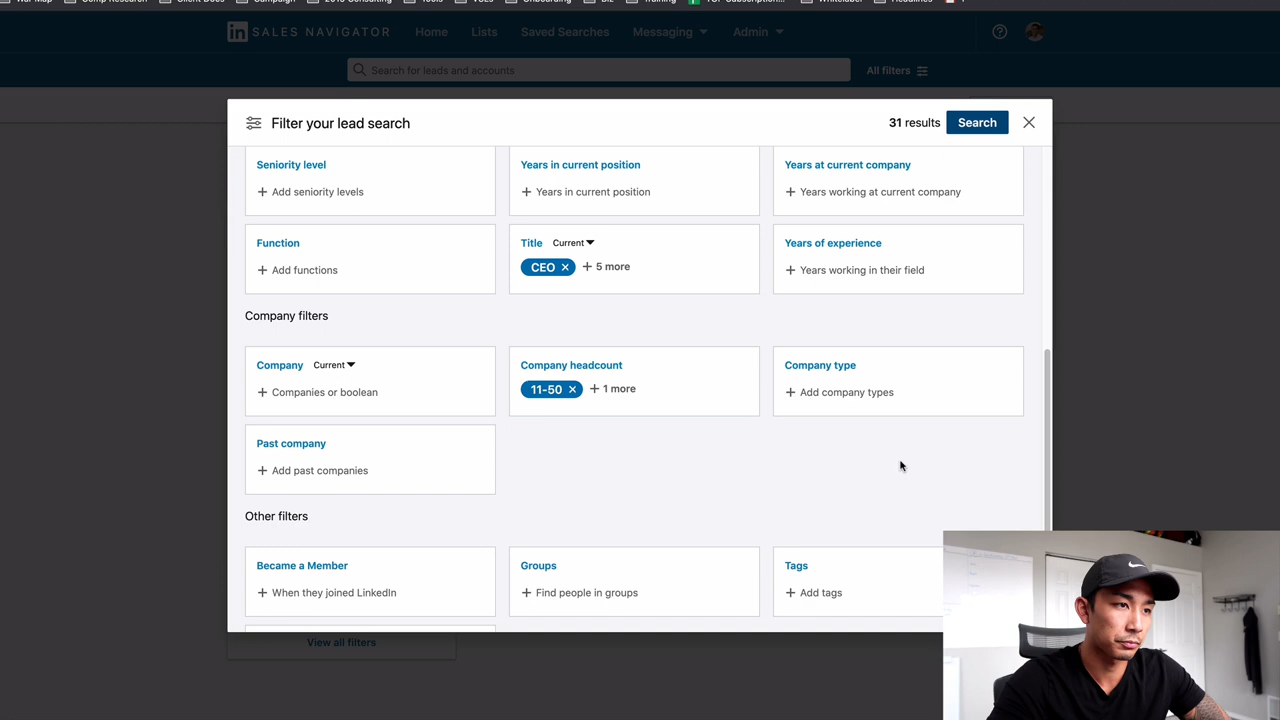 in SALES NAVIGATOR Home Lists Saved Searches Messaging Admin
Search for leads and accounts All filters
Filter your lead search 31 results Search
Seniority level Years in current position Years at current company
+ Add seniority levels + Years in current position + Years working at current company
Function Title Current Years of experience
+ Add functions CEO × + 5 more + Years working in their field
Company filters
Company Current Company headcount Company type
+ Companies or boolean 11-50 × + 1 more + Add company types
Past company
+ Add past companies
Other filters
Became a Member Groups Tags
+ When they joined LinkedIn + Find people in groups + Add tags
View all filters